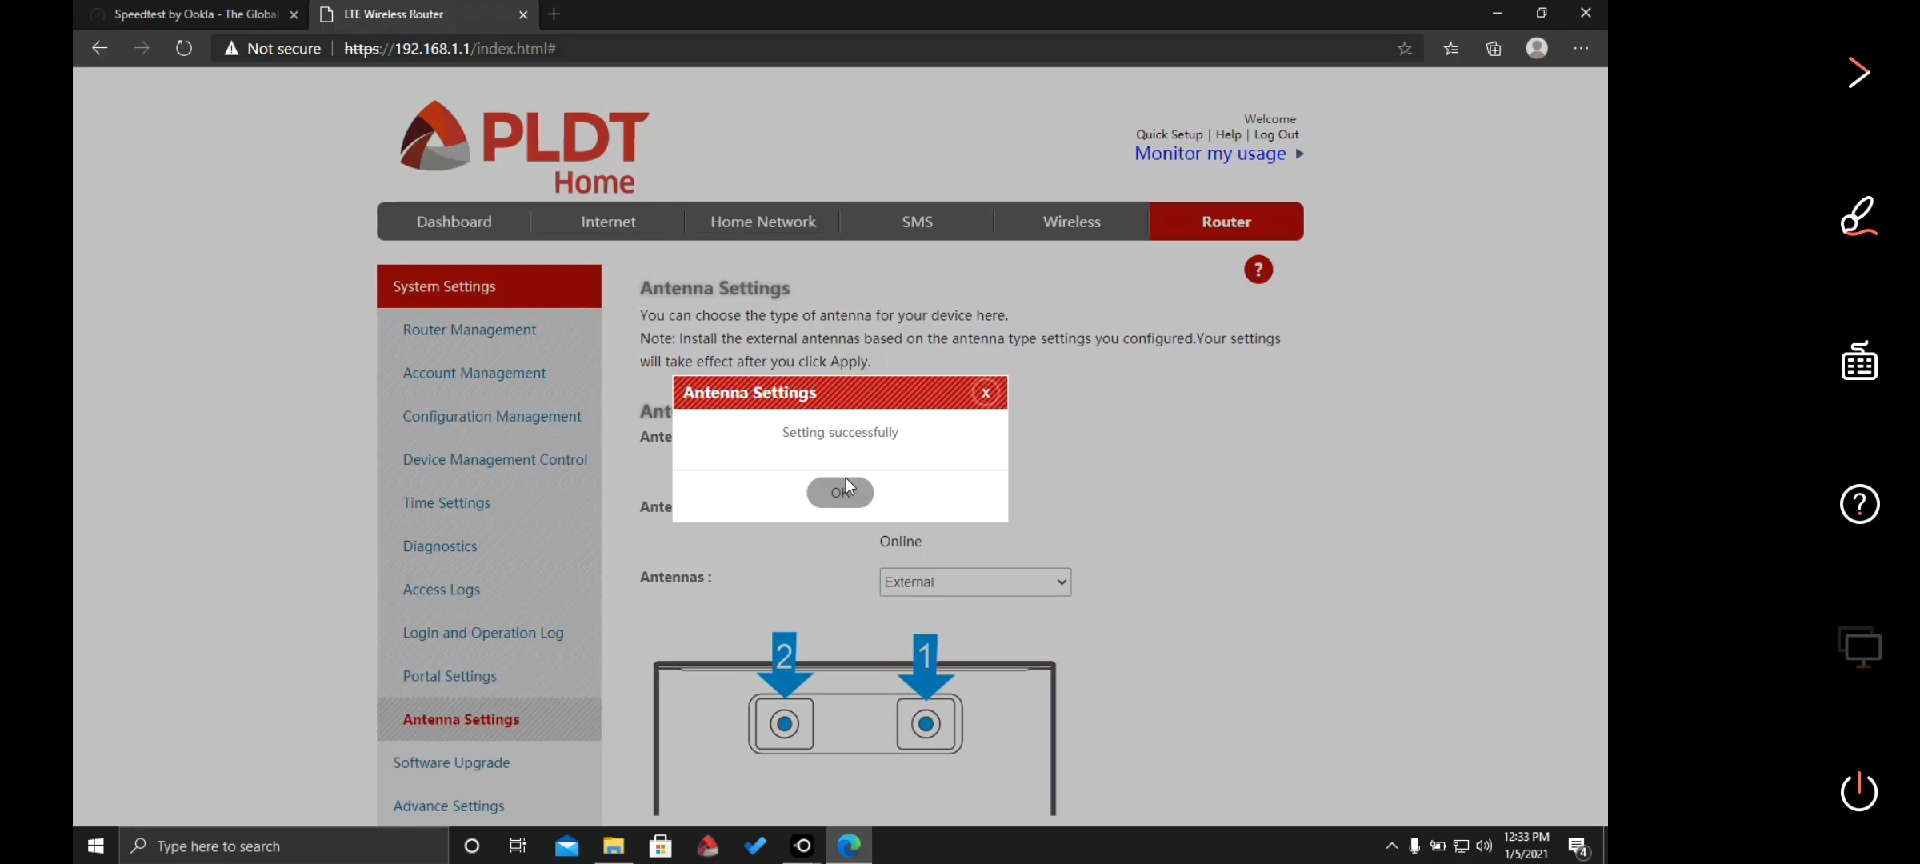 Speedtest by Ookla - The Global
LTE Wireless Router
Not secure
https://192.168.1.1/index.html#
PLDT
Home
Welcome
Quick Setup | Help | Log Out
Monitor my usage
Dashboard
Internet
Home Network
SMS
Wireless
Router
System Settings
Router Management
Account Management
Configuration Management
Device Management Control
Time Settings
Diagnostics
Access Logs
Login and Operation Log
Portal Settings
Antenna Settings
Software Upgrade
Advance Settings
?
Antenna Settings
You can choose the type of antenna for your device here.
Note: Install the external antennas based on the antenna type settings you configured.Your settings
will take effect after you click Apply.
Ant
Ante
Ante
Antenna Settings
x
Setting successfully
OK
Online
Antennas :
External
2
1
Type here to search
12:33 PM
1/5/2021
4
?